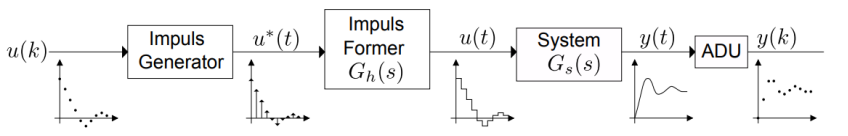 u(k)
Impuls
Generator
u*(t)
Impuls
Former
G_h(s)
u(t)
System
G_s(s)
y(t)
ADU
y(k)